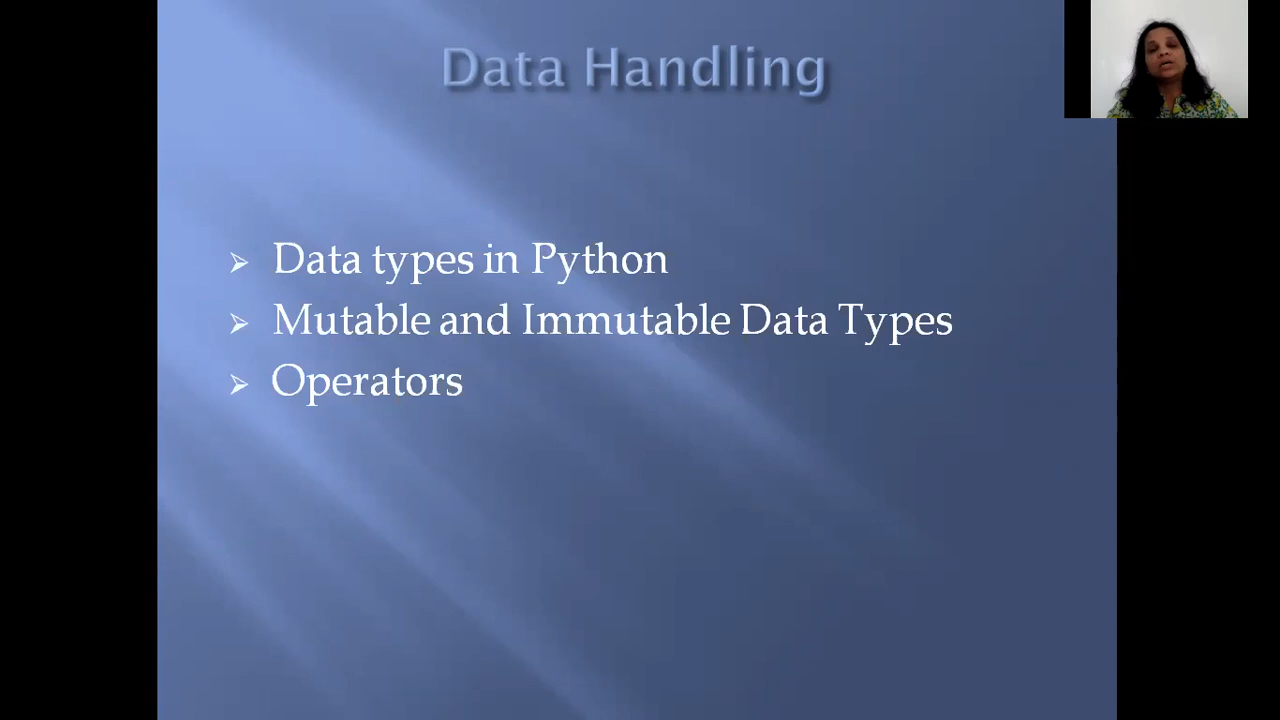 Data Handling
Data types in Python
Mutable and Immutable Data Types
Operators